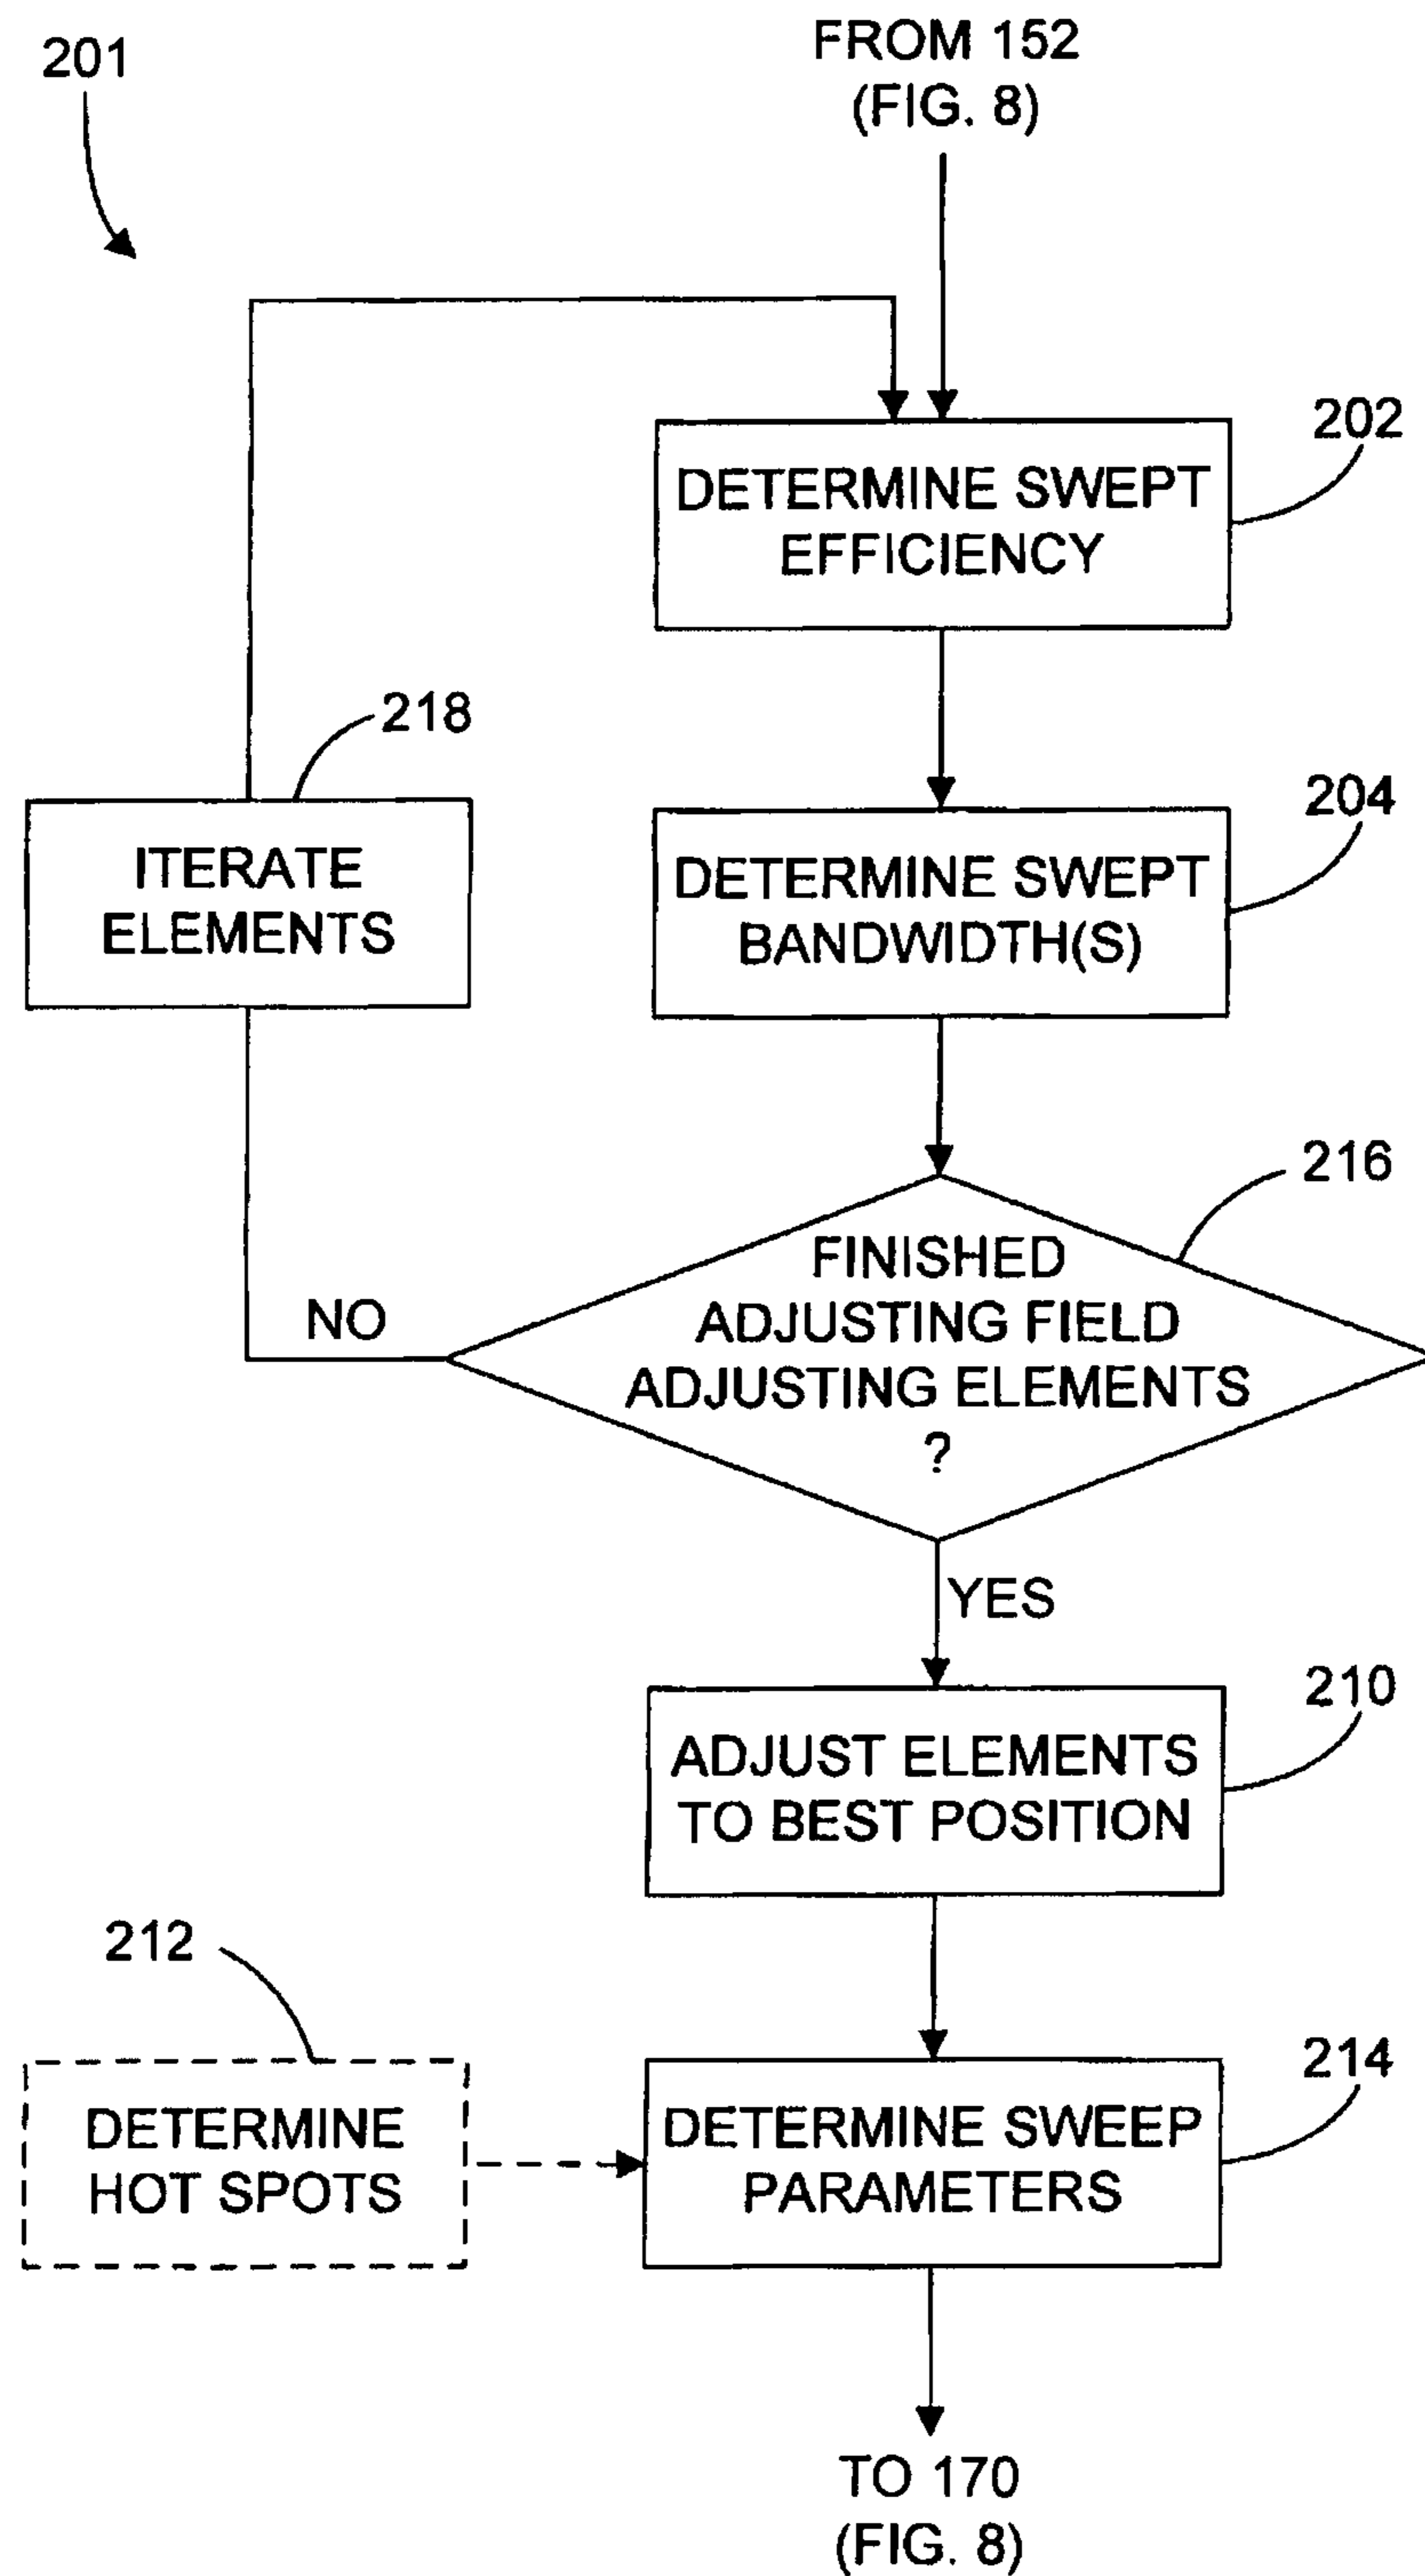 201
FROM 152
(FIG. 8)
202
DETERMINE SWEPT
EFFICIENCY
218
ITERATE
ELEMENTS
204
DETERMINE SWEPT
BANDWIDTH(S)
216
FINISHED
ADJUSTING FIELD
ADJUSTING ELEMENTS
?
NO
YES
210
ADJUST ELEMENTS
TO BEST POSITION
212
DETERMINE
HOT SPOTS
214
DETERMINE SWEEP
PARAMETERS
TO 170
(FIG. 8)